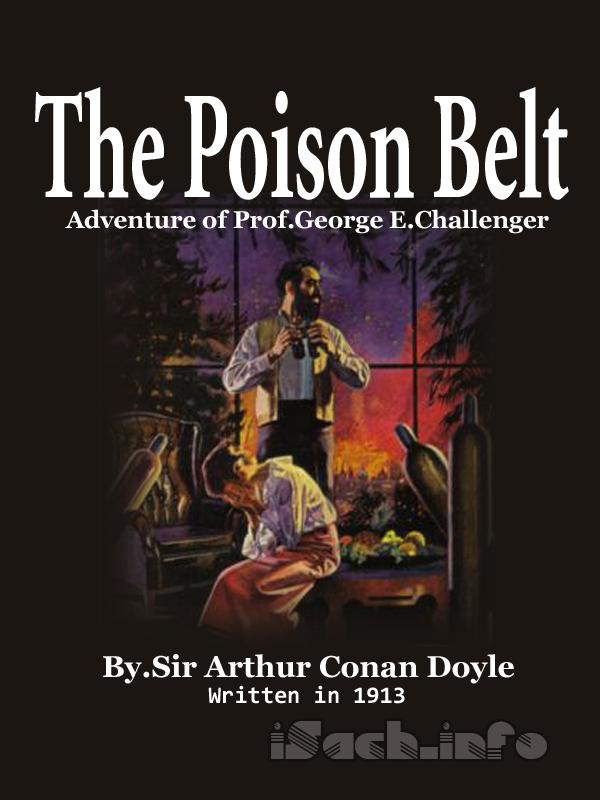 The Poison Belt
Adventure of Prof.George E.Challenger
By.Sir Arthur Conan Doyle
Written in 1913
iSach.info